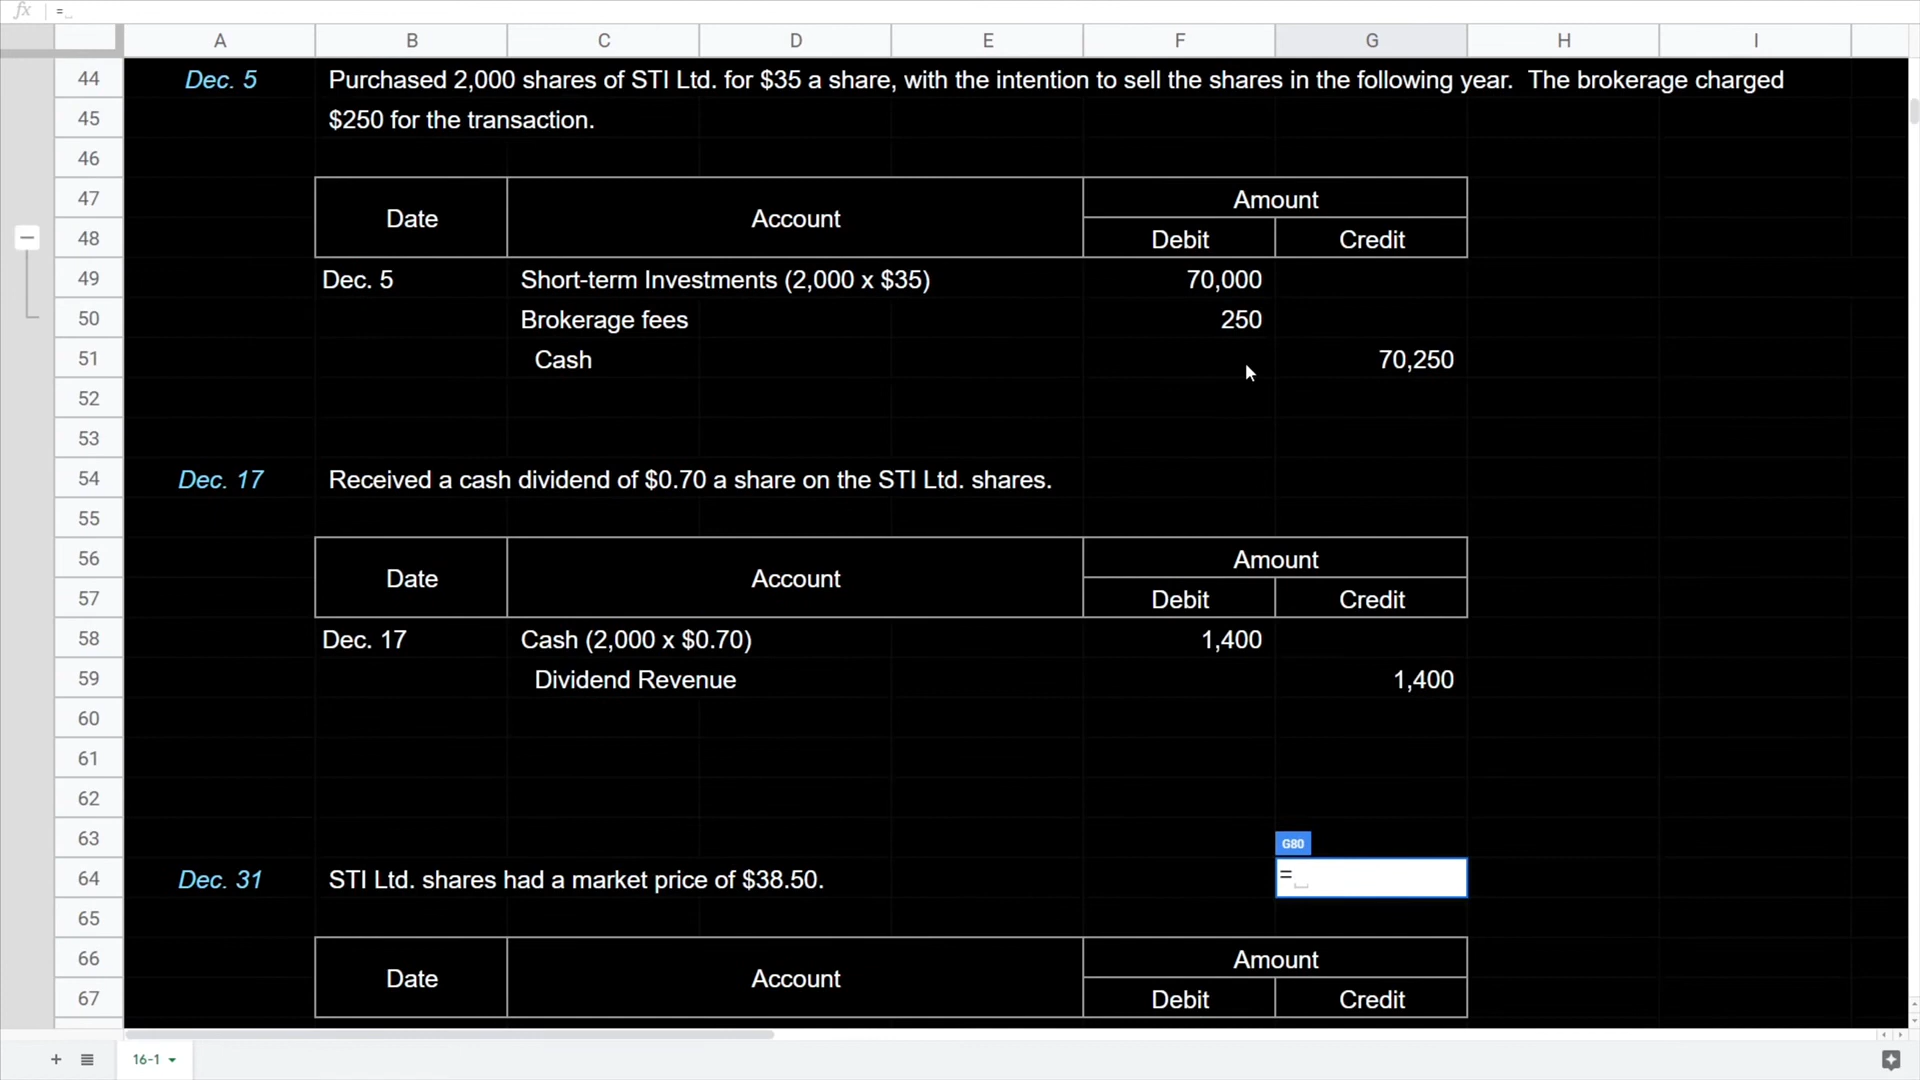 fx =
A B C D E F G H I
44 Dec. 5 Purchased 2,000 shares of STI Ltd. for $35 a share, with the intention to sell the shares in the following year. The brokerage charged
45 $250 for the transaction.
46
47 Date Account Amount
48 Debit Credit
49 Dec. 5 Short-term Investments (2,000 x $35) 70,000
50 Brokerage fees 250
51 Cash 70,250
52
53
54 Dec. 17 Received a cash dividend of $0.70 a share on the STI Ltd. shares.
55
56 Date Account Amount
57 Debit Credit
58 Dec. 17 Cash (2,000 x $0.70) 1,400
59 Dividend Revenue 1,400
60
61
62
63 G80
64 Dec. 31 STI Ltd. shares had a market price of $38.50. =
65
66 Date Account Amount
67 Debit Credit
16-1